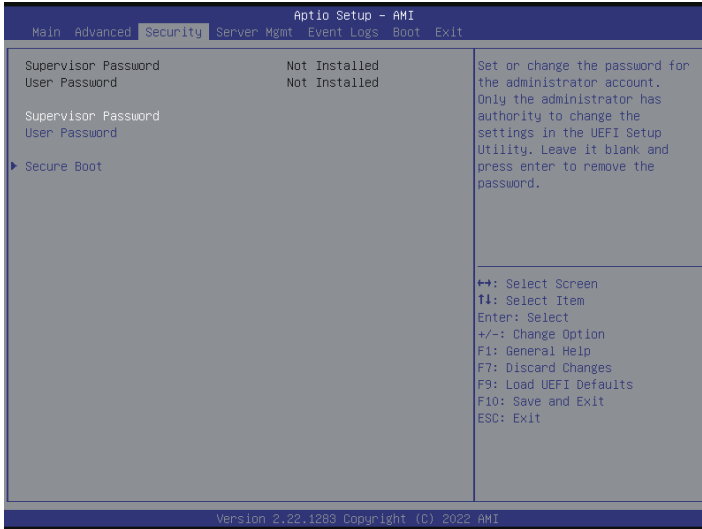 Aptio Setup - AMI
Main Advanced Security Server Mgmt Event Logs Boot Exit
Supervisor Password Not Installed
User Password Not Installed
Supervisor Password
User Password
Secure Boot
Set or change the password for
the administrator account.
Only the administrator has
authority to change the
settings in the UEFI Setup
Utility. Leave it blank and
press enter to remove the
password.
↔: Select Screen
↑↓: Select Item
Enter: Select
+/-: Change Option
F1: General Help
F7: Discard Changes
F9: Load UEFI Defaults
F10: Save and Exit
ESC: Exit
Version 2.22.1283 Copyright (C) 2022 AMI